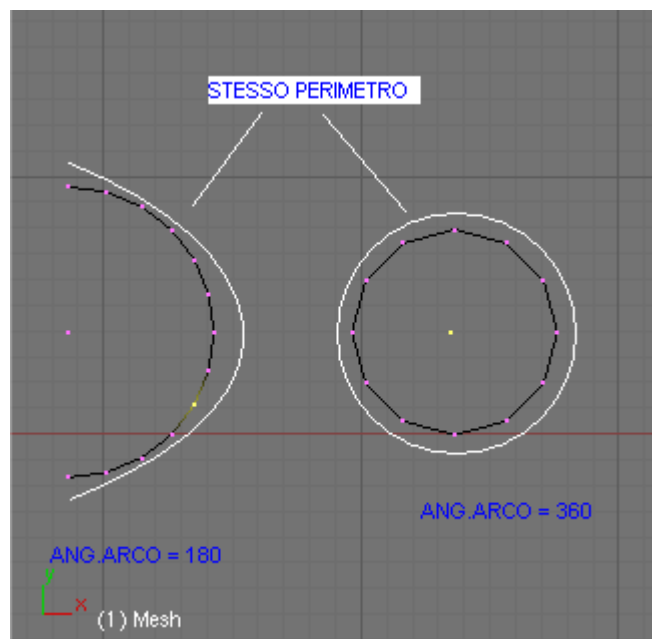 STESSO PERIMETRO
ANG.ARCO = 360
ANG.ARCO = 180
y
x
(1) Mesh